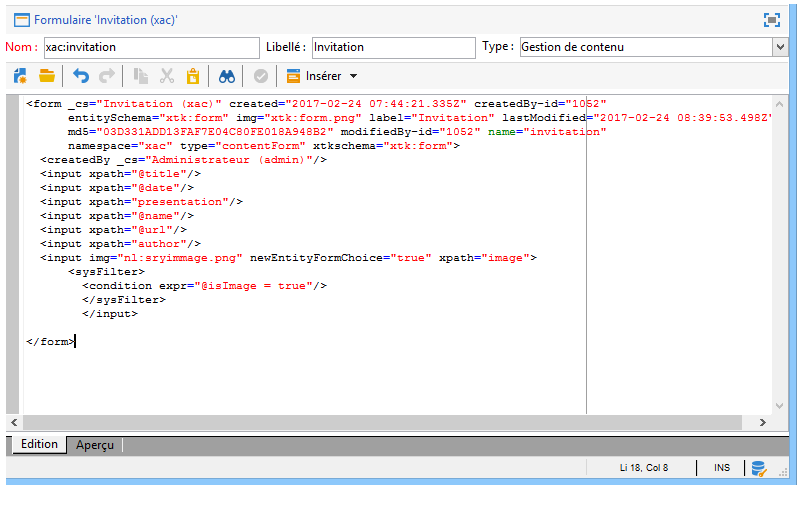 Formulaire 'Invitation (xac)'
Nom : xac:invitation Libellé : Invitation Type : Gestion de contenu
Insérer
<form _cs="Invitation (xac)" created="2017-02-24 07:44:21.335Z" createdBy-id="1052"
entitySchema="xtk:form" img="xtk:form.png" label="Invitation" lastModified="2017-02-24 08:39:53.498Z"
md5="03D331ADD13FAF7E04C80FE018A948B2" modifiedBy-id="1052" name="invitation"
namespace="xac" type="contentForm" xtkschema="xtk:form">
<createdBy _cs="Administrateur (admin)"/>
<input xpath="@title"/>
<input xpath="@date"/>
<input xpath="presentation"/>
<input xpath="@name"/>
<input xpath="@url"/>
<input xpath="author"/>
<input img="nl:sryimmage.png" newEntityFormChoice="true" xpath="image">
<sysFilter>
<condition expr="@isImage = true"/>
</sysFilter>
</input>
</form>
Edition Aperçu
Li 18, Col 8 INS